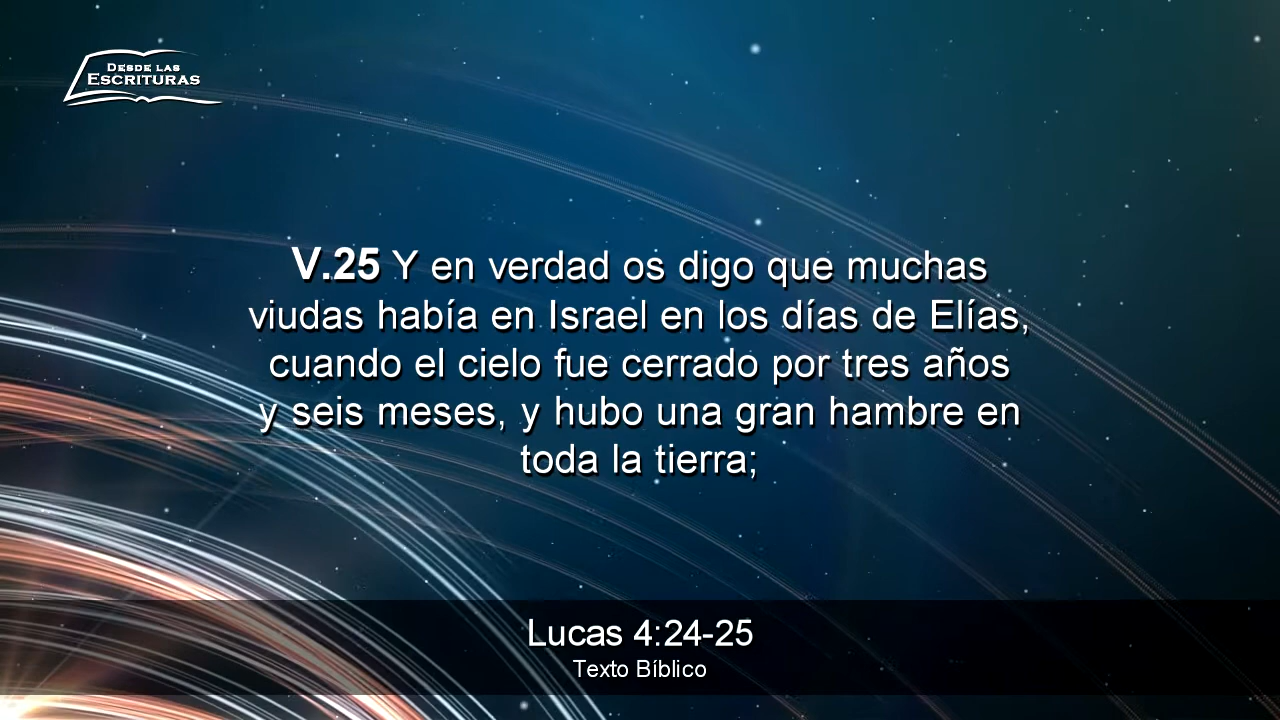 DESDE LAS
ESCRITURAS
V.25 Y en verdad os digo que muchas
viudas había en Israel en los días de Elías,
cuando el cielo fue cerrado por tres años
y seis meses, y hubo una gran hambre en
toda la tierra;
Lucas 4:24-25
Texto Bíblico